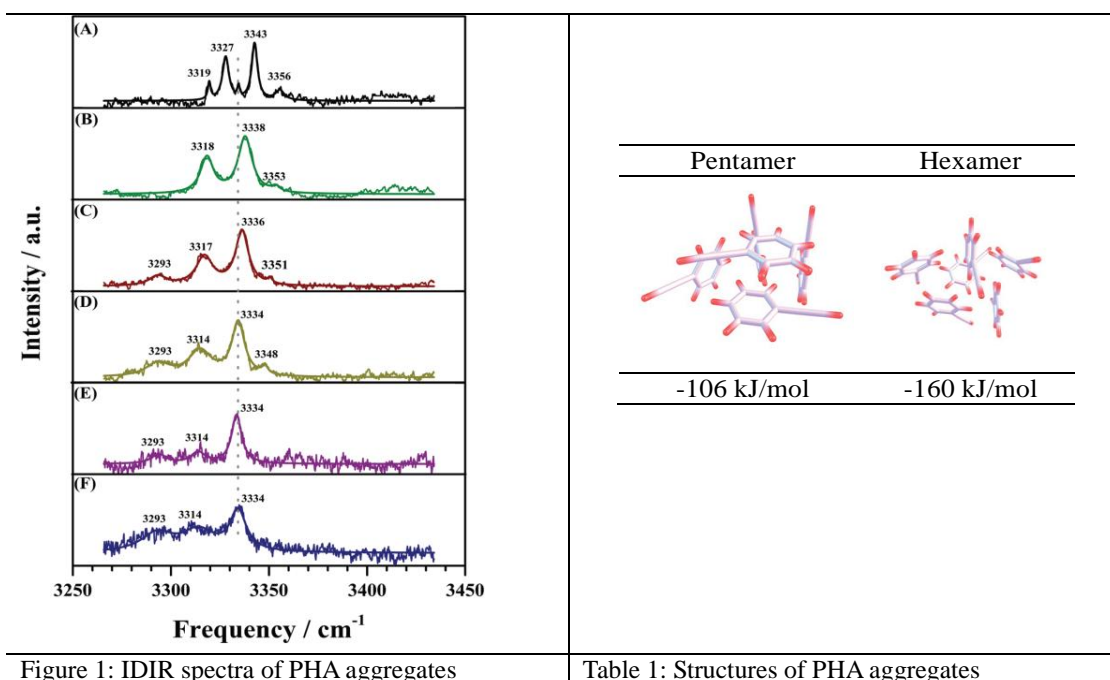 (A)
3319
3327
3343
3356
(B)
3318
3338
3353
(C)
3293
3317
3336
3351
(D)
3293
3314
3334
3348
(E)
3293
3314
3334
(F)
3293
3314
3334
Intensity / a.u.
3250 3300 3350 3400 3450
Frequency / cm-1
Figure 1: IDIR spectra of PHA aggregates
Pentamer Hexamer
-106 kJ/mol -160 kJ/mol
Table 1: Structures of PHA aggregates